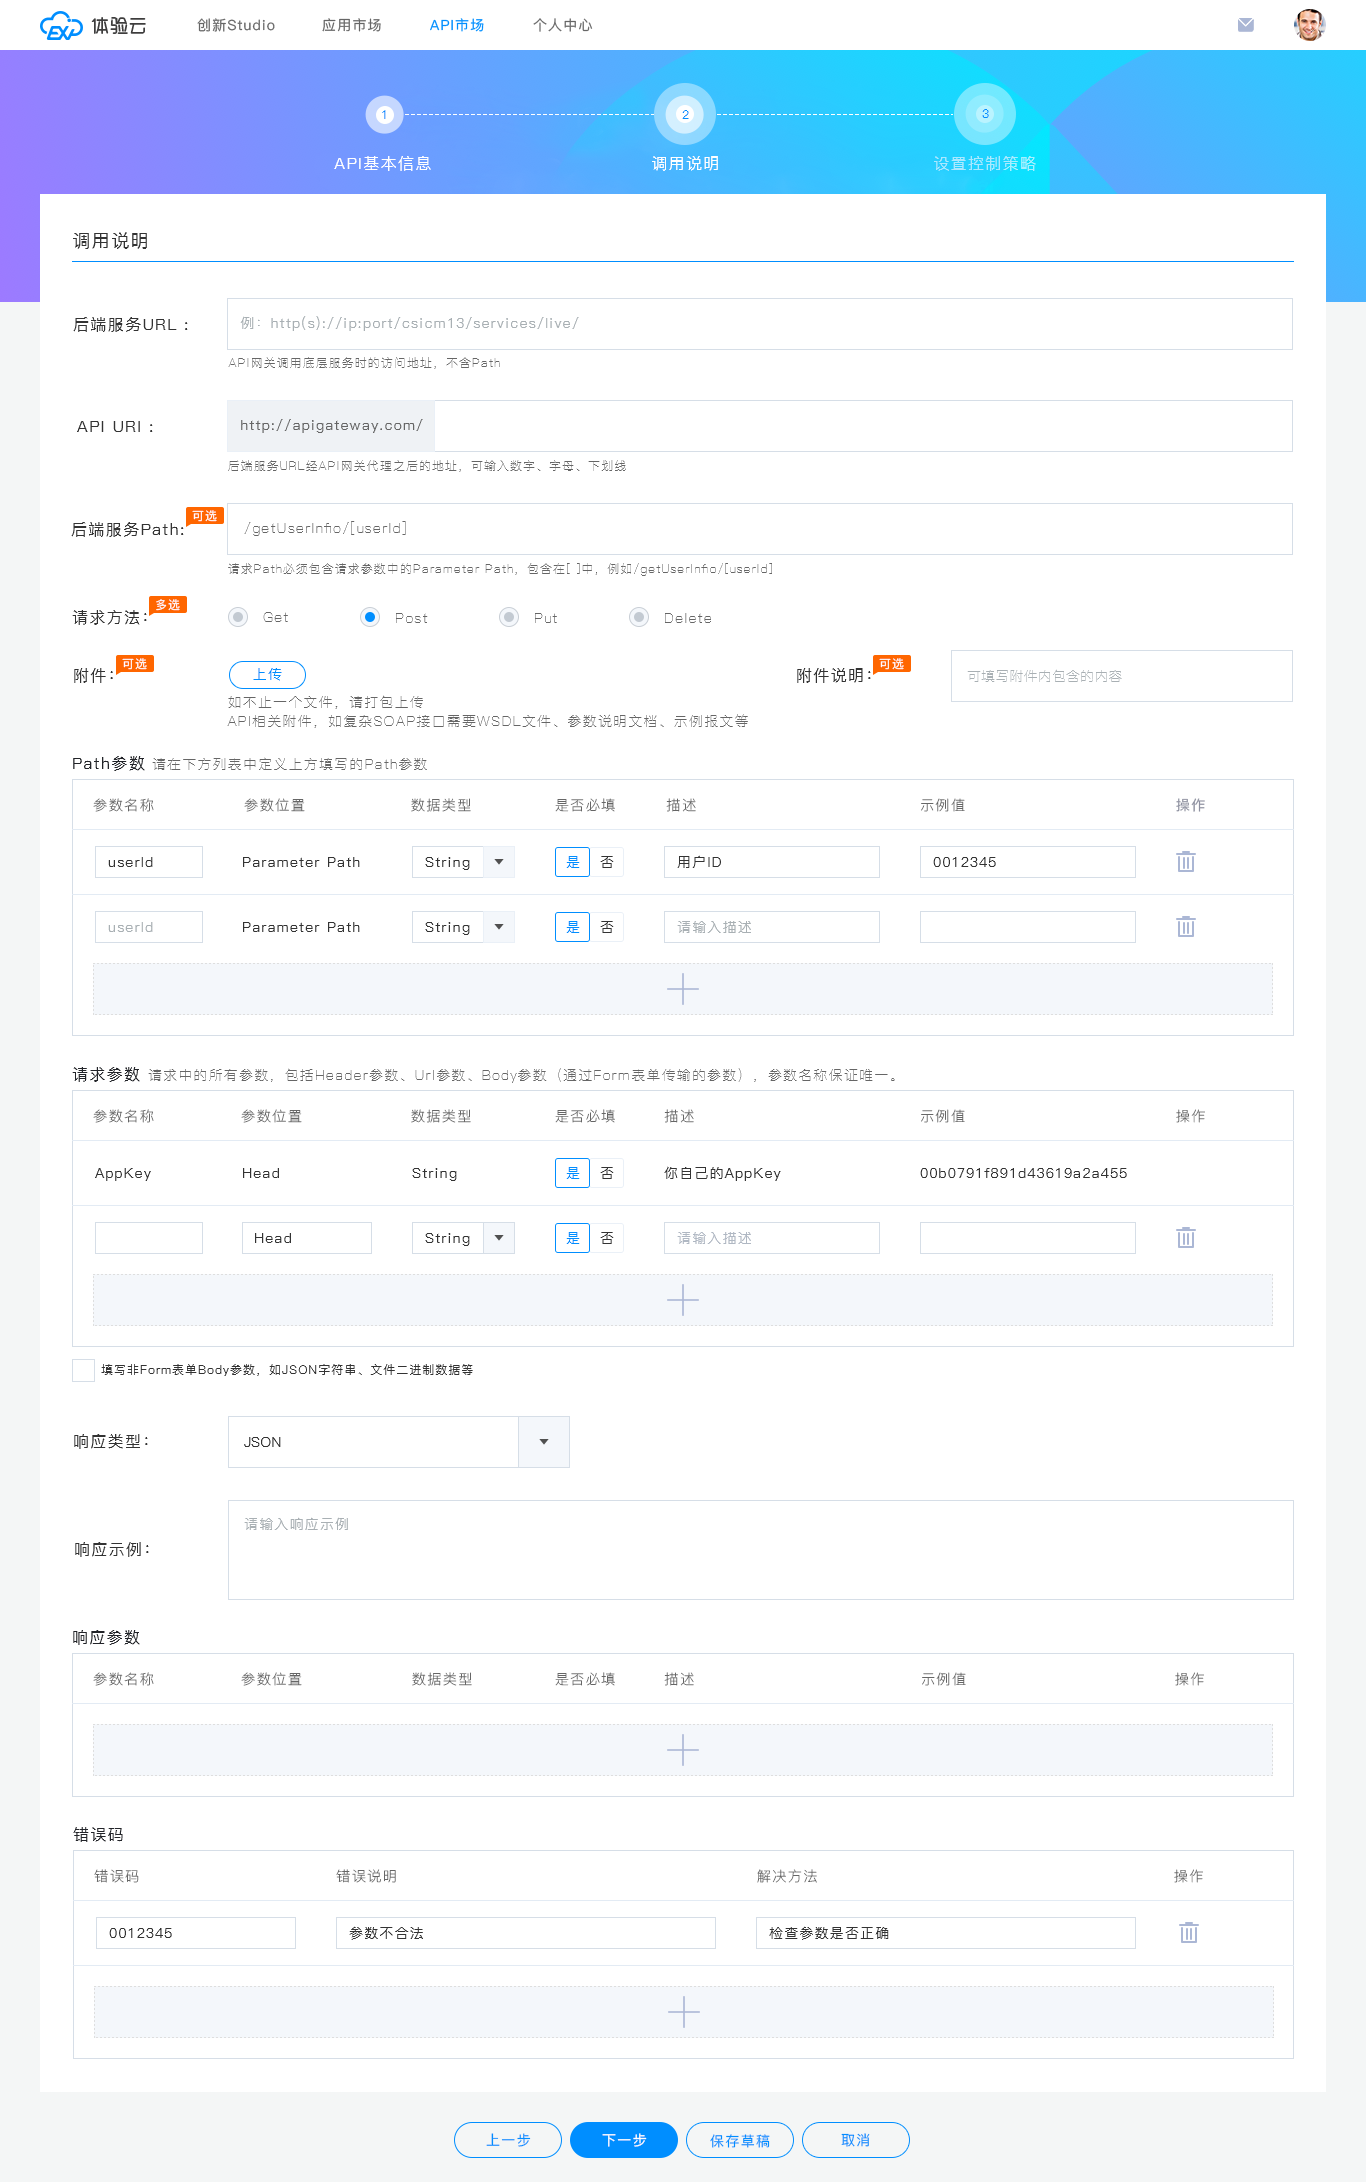 EXP 体验云 创新Studio 应用市场 API市场 个人中心
1 2 3
API基本信息 调用说明 设置控制策略
调用说明
后端服务URL : 例：http(s)://ip:port/csicm13/services/live/
API网关调用底层服务时的访问地址，不含Path
API URI : http://apigateway.com/
后端服务URL经API网关代理之后的地址，可输入数字、字母、下划线
后端服务Path: 可选 /getUserInfio/[userId]
请求Path必须包含请求参数中的Parameter Path，包含在[ ]中，例如/getUserInfio/[userId]
请求方法： 多选 Get Post Put Delete
附件： 可选 上传 附件说明： 可选 可填写附件内包含的内容
如不止一个文件，请打包上传
API相关附件，如复杂SOAP接口需要WSDL文件、参数说明文档、示例报文等
Path参数 请在下方列表中定义上方填写的Path参数
参数名称 参数位置 数据类型 是否必填 描述 示例值 操作
userId Parameter Path String 是 否 用户ID 0012345
userId Parameter Path String 是 否 请输入描述
请求参数 请求中的所有参数，包括Header参数、Url参数、Body参数（通过Form表单传输的参数），参数名称保证唯一。
参数名称 参数位置 数据类型 是否必填 描述 示例值 操作
AppKey Head String 是 否 你自己的AppKey 00b0791f891d43619a2a455
Head String 是 否 请输入描述
填写非Form表单Body参数，如JSON字符串、文件二进制数据等
响应类型： JSON
响应示例： 请输入响应示例
响应参数
参数名称 参数位置 数据类型 是否必填 描述 示例值 操作
错误码
错误码 错误说明 解决方法 操作
0012345 参数不合法 检查参数是否正确
上一步 下一步 保存草稿 取消